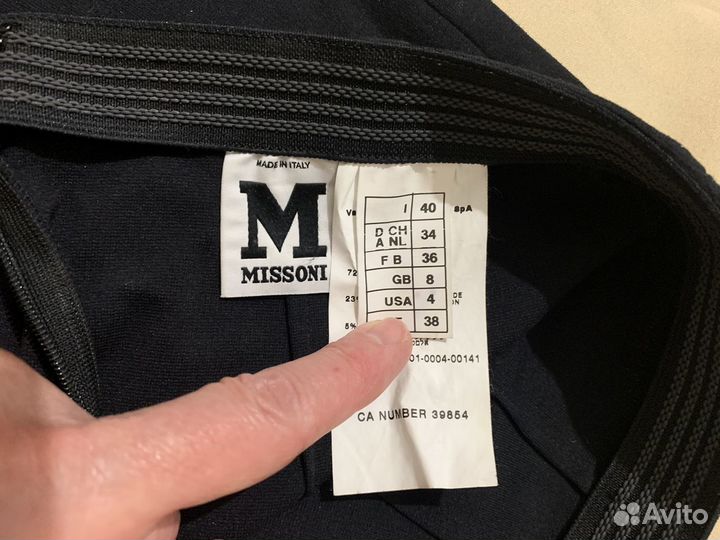 MADE IN ITALY
M
MISSONI
I 40
SpA
D CH
A NL 34
F B 36
GB 8
USA 4
38
5%
01-0004-00141
CA NUMBER 39854
Avito